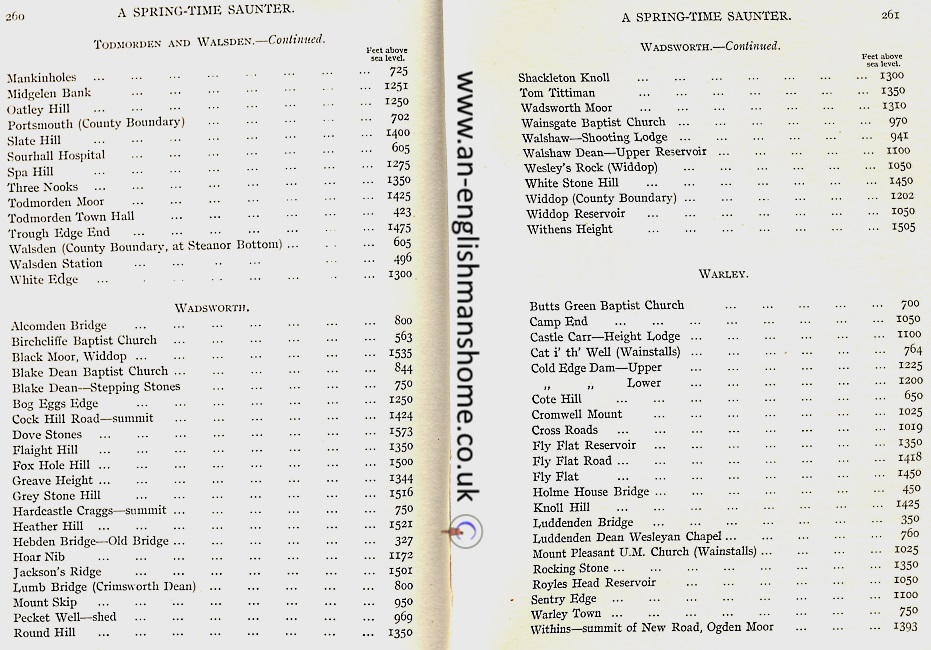 260
A SPRING-TIME SAUNTER.
TODMORDEN AND WALSDEN.—Continued.
Feet above
sea level.
Mankinholes ... ... ... ... ... ... ... 725
Midgelen Bank ... ... ... ... ... ... 1251
Oatley Hill ... ... ... ... ... ... ... 1250
Portsmouth (County Boundary) ... ... ... ... 702
Slate Hill ... ... ... ... ... ... ... 1400
Sourhall Hospital ... ... ... ... ... ... 605
Spa Hill ... ... ... ... ... ... ... 1275
Three Nooks ... ... ... ... ... ... ... 1350
Todmorden Moor ... ... ... ... ... ... 1425
Todmorden Town Hall ... ... ... ... ... 423
Trough Edge End ... ... ... ... ... ... 1475
Walsden (County Boundary, at Steanor Bottom) ... ... ... 605
Walsden Station ... ... ... ... ... ... 496
White Edge ... ... ... ... ... ... ... 1300
WADSWORTH.
Alcomden Bridge ... ... ... ... ... ... 800
Birchcliffe Baptist Church ... ... ... ... ... ... 563
Black Moor, Widdop ... ... ... ... ... ... ... 1535
Blake Dean Baptist Church ... ... ... ... ... ... 844
Blake Dean—Stepping Stones ... ... ... ... ... 750
Bog Eggs Edge ... ... ... ... ... ... 1250
Cock Hill Road—summit ... ... ... ... ... ... 1424
Dove Stones ... ... ... ... ... ... ... ... 1573
Flaight Hill ... ... ... ... ... ... ... ... 1350
Fox Hole Hill ... ... ... ... ... ... ... ... 1500
Greave Height ... ... ... ... ... ... ... ... 1344
Grey Stone Hill ... ... ... ... ... ... ... 1516
Hardcastle Craggs—summit ... ... ... ... ... ... 750
Heather Hill ... ... ... ... ... ... ... ... 1521
Hebden Bridge—Old Bridge ... ... ... ... ... ... 327
Hoar Nib ... ... ... ... ... ... ... ... 1172
Jackson's Ridge ... ... ... ... ... ... ... 1501
Lumb Bridge (Crimsworth Dean) ... ... ... ... ... 800
Mount Skip ... ... ... ... ... ... ... ... 950
Pecket Well—shed ... ... ... ... ... ... ... 969
Round Hill ... ... ... ... ... ... ... ... 1350
www.an-englishmanshome.co.uk
A SPRING-TIME SAUNTER.
261
WADSWORTH.—Continued.
Feet above
sea level.
Shackleton Knoll ... ... ... ... ... ... ... 1300
Tom Tittiman ... ... ... ... ... ... ... 1350
Wadsworth Moor ... ... ... ... ... ... ... 1310
Wainsgate Baptist Church ... ... ... ... ... ... 970
Walshaw—Shooting Lodge ... ... ... ... ... ... 941
Walshaw Dean—Upper Reservoir ... ... ... ... ... 1100
Wesley's Rock (Widdop) ... ... ... ... ... ... 1050
White Stone Hill ... ... ... ... ... ... ... 1450
Widdop (County Boundary) ... ... ... ... ... ... 1202
Widdop Reservoir ... ... ... ... ... ... ... 1050
Withens Height ... ... ... ... ... ... ... 1505
WARLEY.
Butts Green Baptist Church ... ... ... ... ... 700
Camp End ... ... ... ... ... ... ... ... 1050
Castle Carr—Height Lodge ... ... ... ... ... ... 1100
Cat i' th' Well (Wainstalls) ... ... ... ... ... ... 764
Cold Edge Dam—Upper ... ... ... ... ... ... 1225
„ „ Lower ... ... ... ... ... ... 1200
Cote Hill ... ... ... ... ... ... ... ... 650
Cromwell Mount ... ... ... ... ... ... ... 1025
Cross Roads ... ... ... ... ... ... ... 1019
Fly Flat Reservoir ... ... ... ... ... ... ... 1350
Fly Flat Road ... ... ... ... ... ... ... ... 1418
Fly Flat ... ... ... ... ... ... ... ... 1450
Holme House Bridge ... ... ... ... ... ... ... 450
Knoll Hill ... ... ... ... ... ... ... ... 1425
Luddenden Bridge ... ... ... ... ... ... ... 350
Luddenden Dean Wesleyan Chapel ... ... ... ... ... 760
Mount Pleasant U.M. Church (Wainstalls) ... ... ... ... 1025
Rocking Stone ... ... ... ... ... ... ... ... 1350
Royles Head Reservoir ... ... ... ... ... ... 1050
Sentry Edge ... ... ... ... ... ... ... ... 1100
Warley Town ... ... ... ... ... ... ... 750
Withins—summit of New Road, Ogden Moor ... ... ... 1393